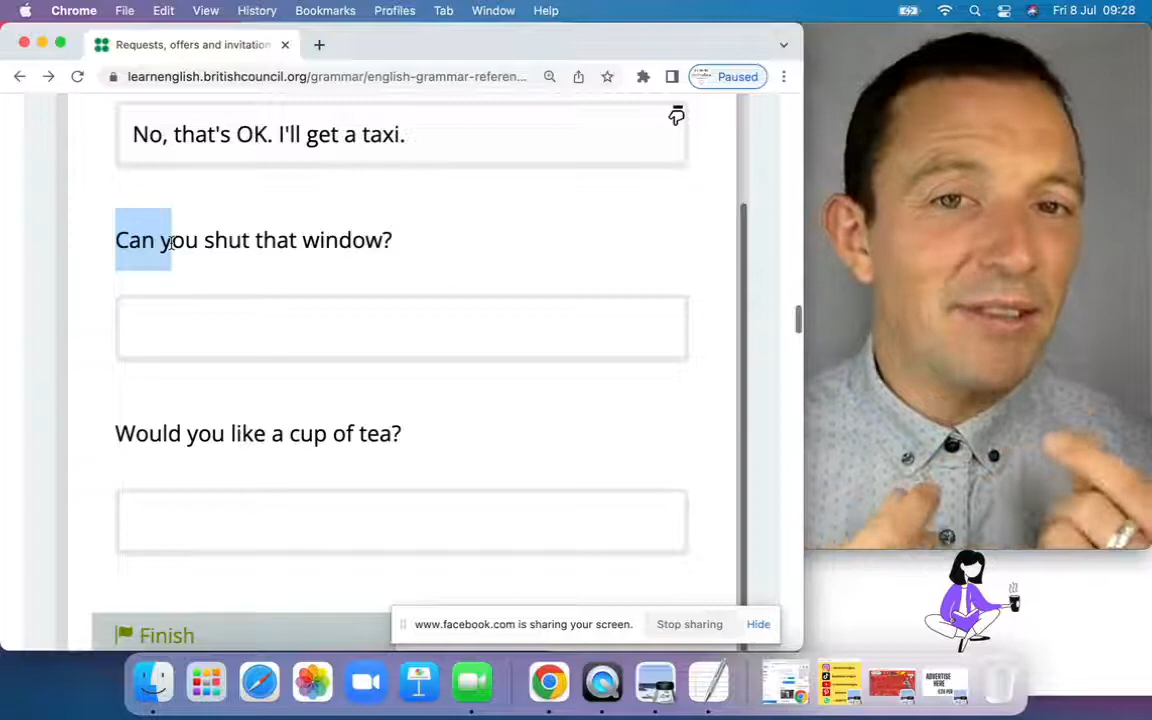 Chrome File Edit View History Bookmarks Profiles Tab Window Help Fri 8 Jul 09:28
Requests, offers and invitation
learnenglish.britishcouncil.org/grammar/english-grammar-referen... Paused
No, that's OK. I'll get a taxi.
Can you shut that window?
Would you like a cup of tea?
Finish
www.facebook.com is sharing your screen. Stop sharing Hide
ADVERTISE
HERE